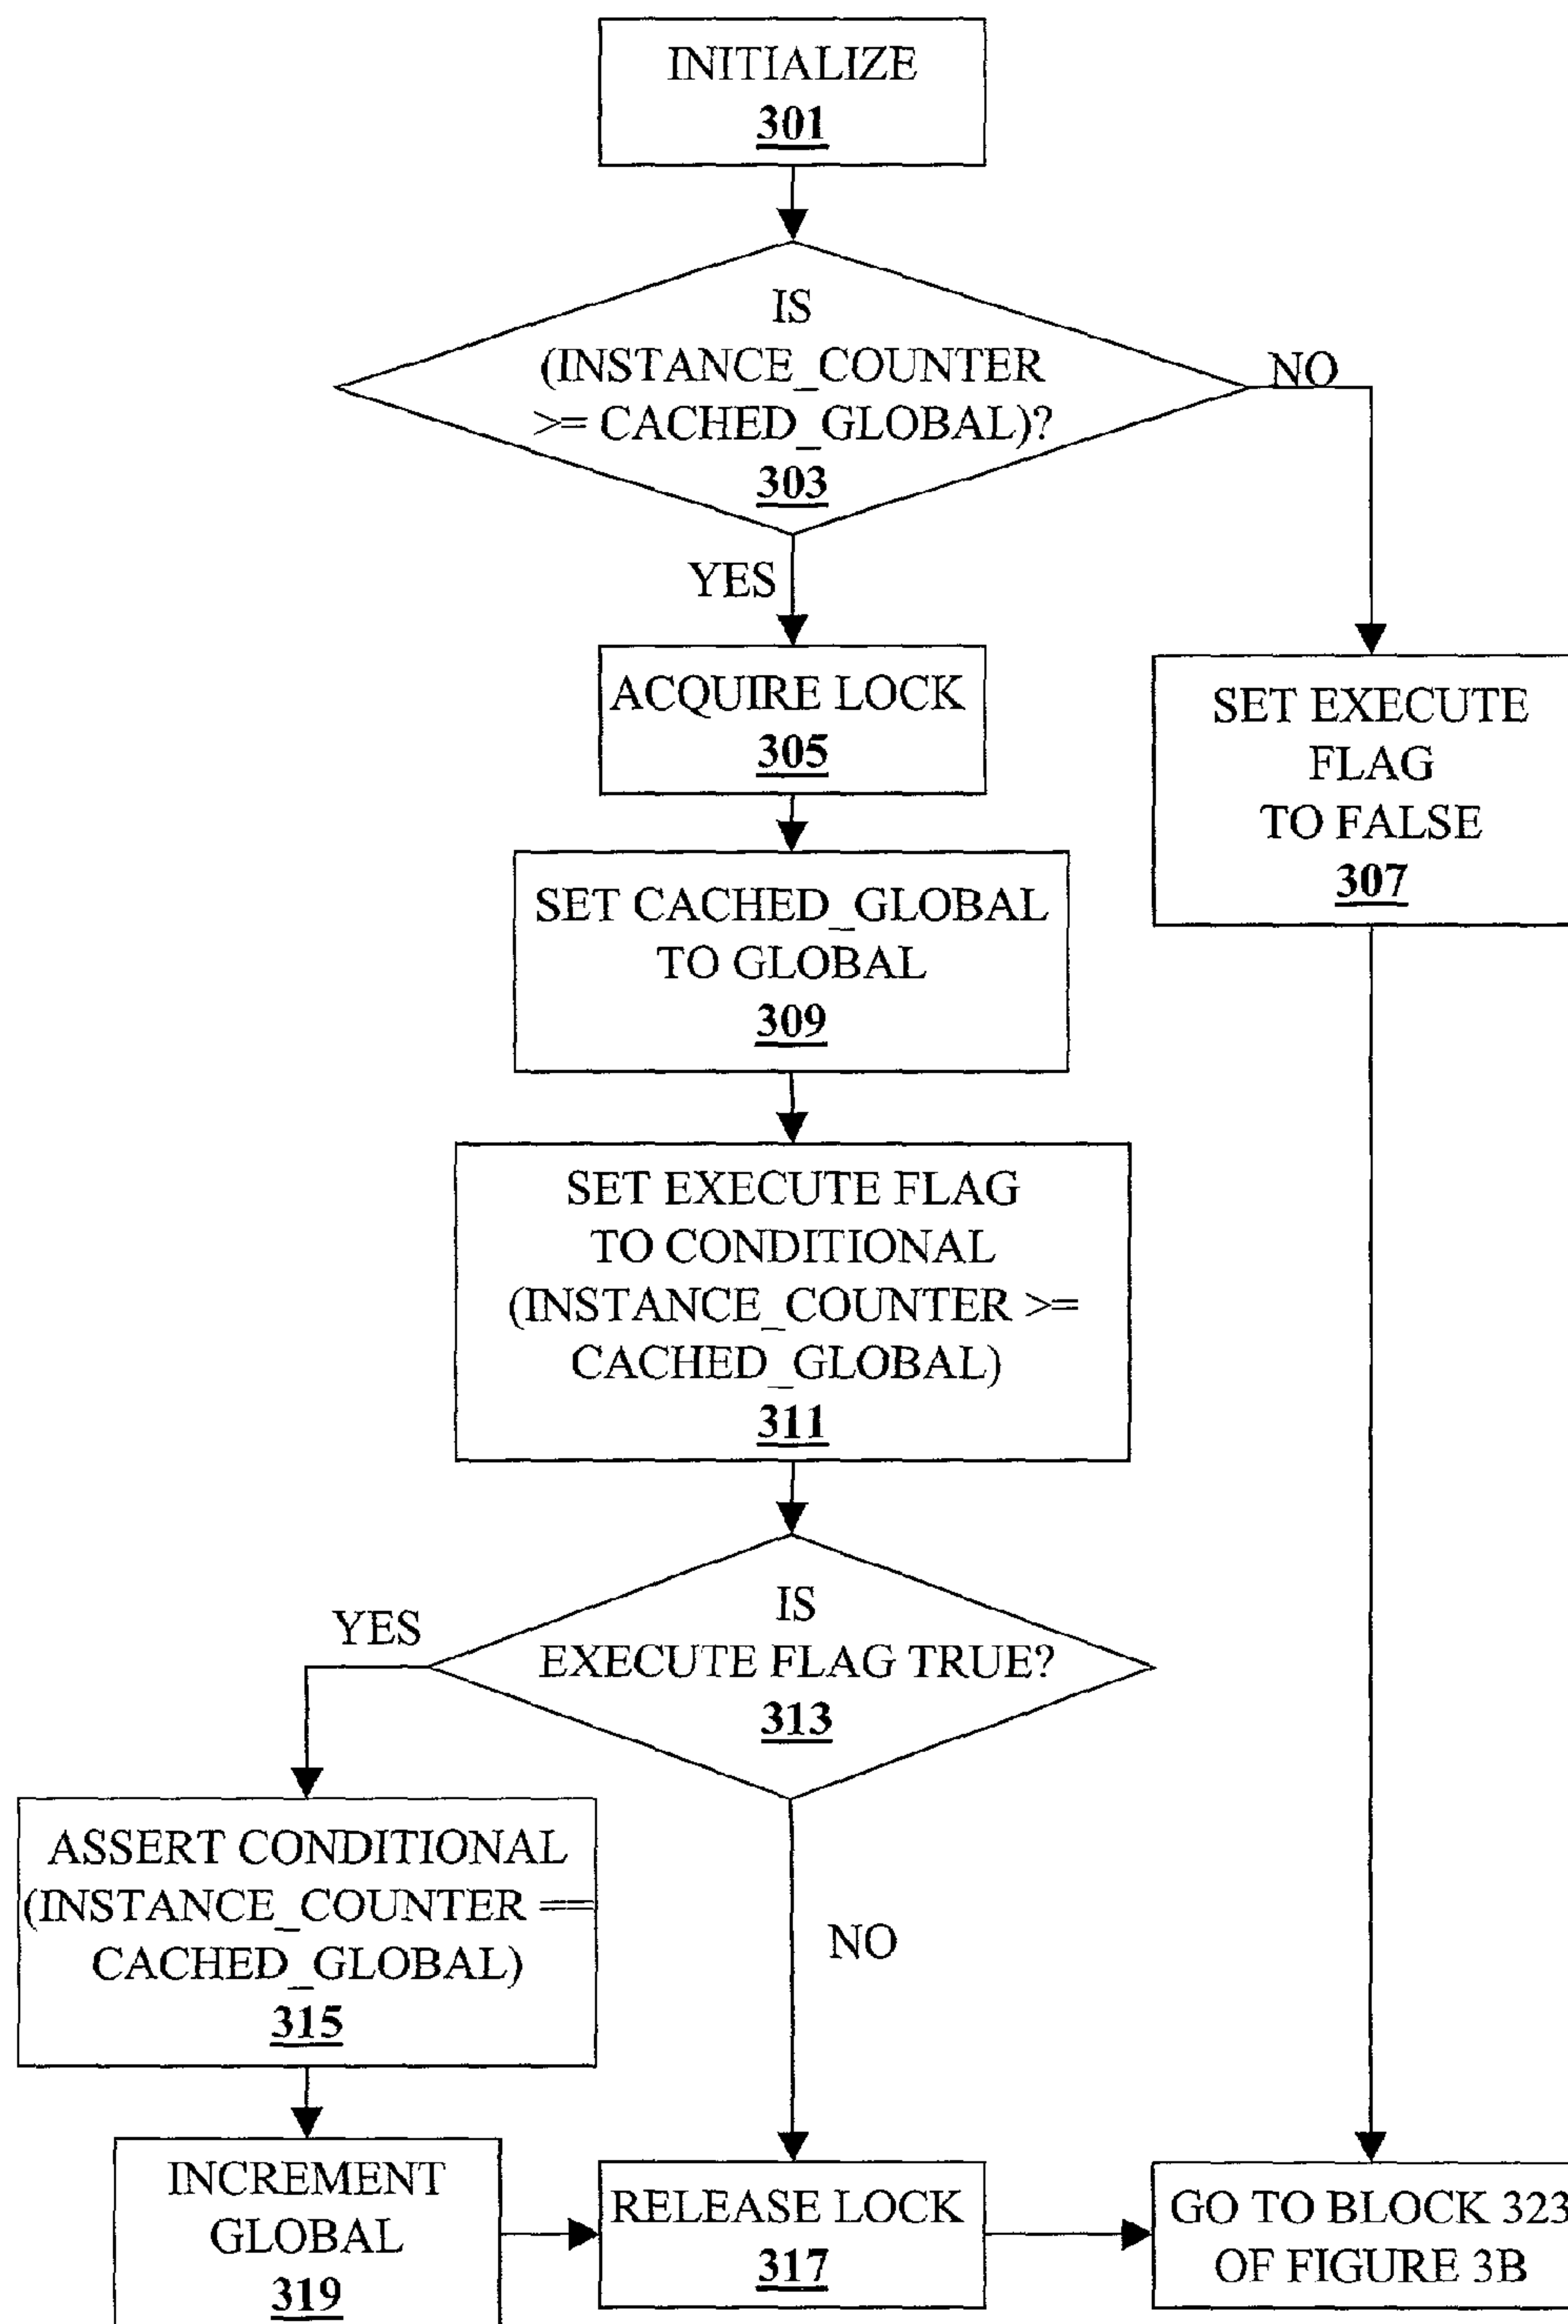 INITIALIZE
301
IS
(INSTANCE_COUNTER
>= CACHED_GLOBAL)?
303
NO
YES
ACQUIRE LOCK
305
SET EXECUTE
FLAG
TO FALSE
307
SET CACHED_GLOBAL
TO GLOBAL
309
SET EXECUTE FLAG
TO CONDITIONAL
(INSTANCE_COUNTER >=
CACHED_GLOBAL)
311
IS
EXECUTE FLAG TRUE?
313
YES
NO
ASSERT CONDITIONAL
(INSTANCE_COUNTER ==
CACHED_GLOBAL)
315
INCREMENT
GLOBAL
319
RELEASE LOCK
317
GO TO BLOCK 323
OF FIGURE 3B